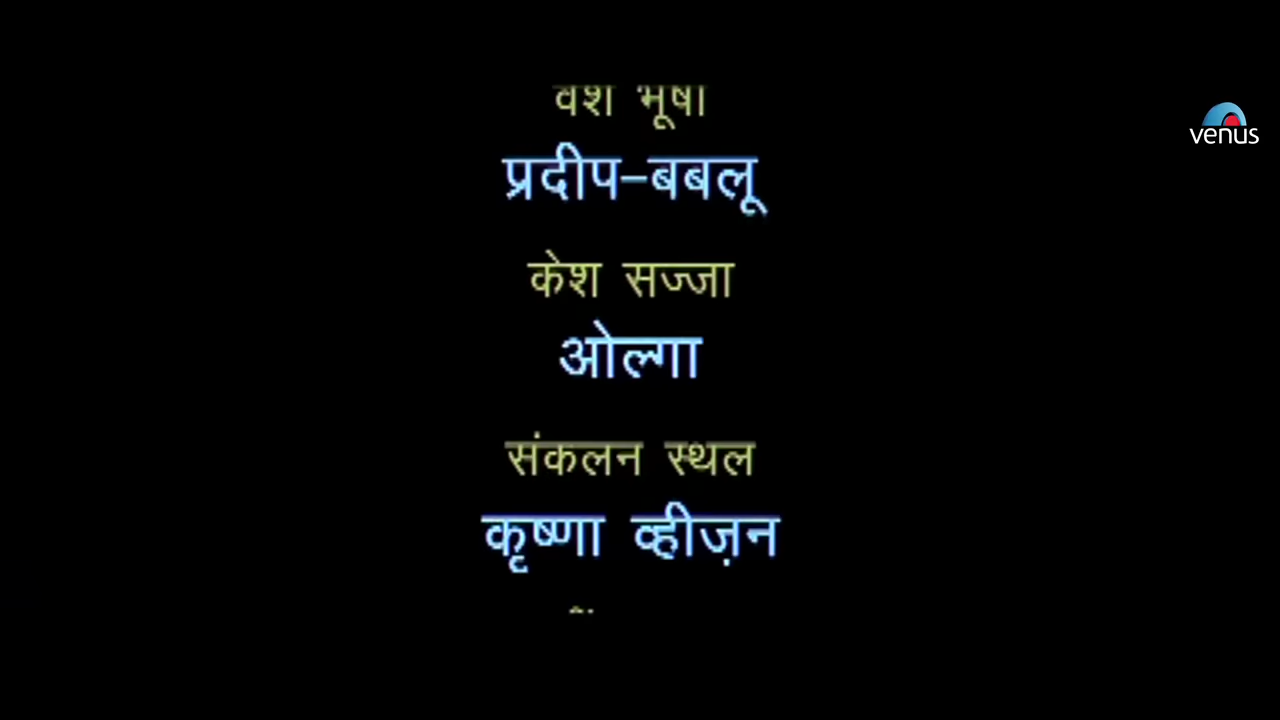 वेश भूषा
प्रदीप-बबलू
केश सज्जा
ओल्गा
संकलन स्थल
कृष्णा व्हीज़न
venus